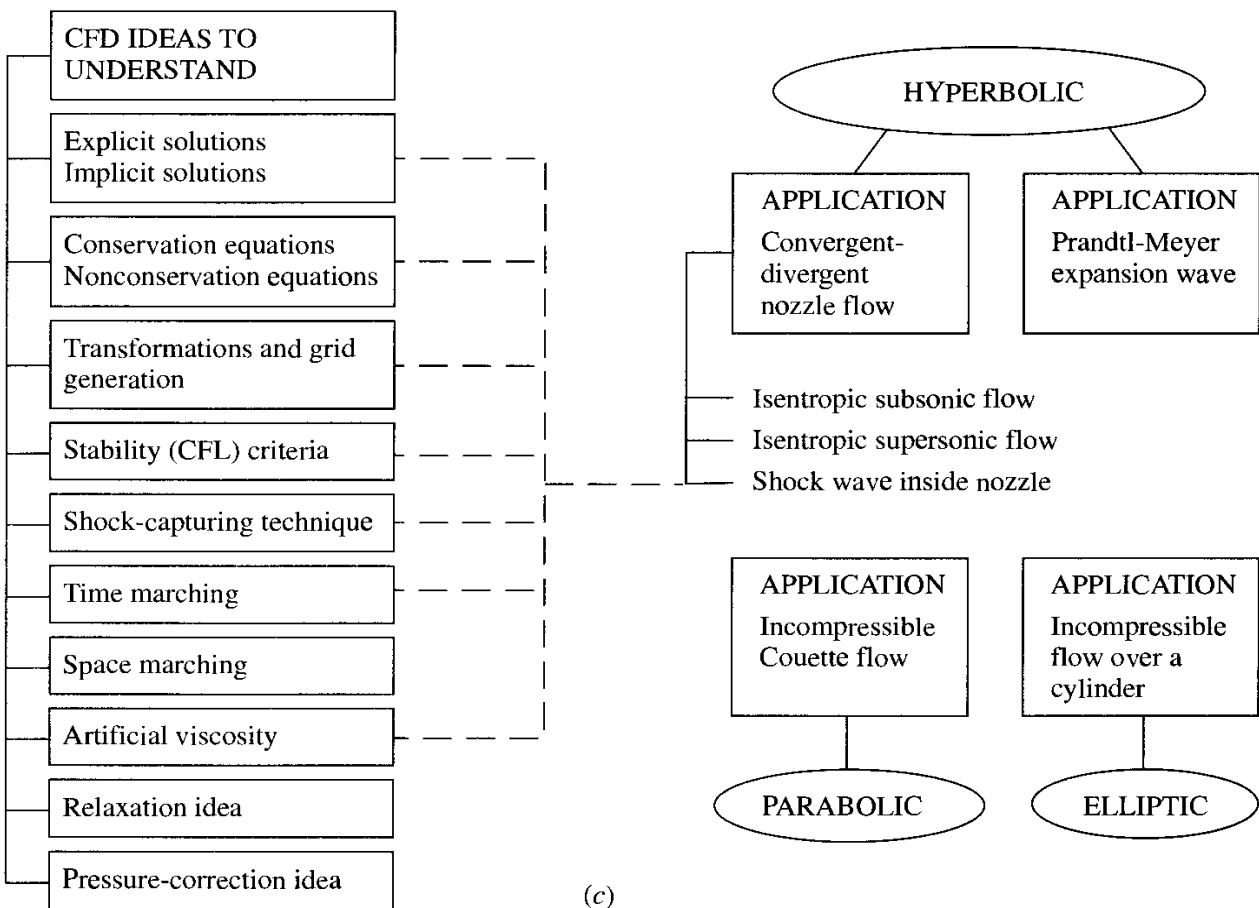 CFD IDEAS TO
UNDERSTAND
Explicit solutions
Implicit solutions
Conservation equations
Nonconservation equations
Transformations and grid
generation
Stability (CFL) criteria
Shock-capturing technique
Time marching
Space marching
Artificial viscosity
Relaxation idea
Pressure-correction idea
HYPERBOLIC
APPLICATION
Convergent-
divergent
nozzle flow
APPLICATION
Prandtl-Meyer
expansion wave
Isentropic subsonic flow
Isentropic supersonic flow
Shock wave inside nozzle
APPLICATION
Incompressible
Couette flow
APPLICATION
Incompressible
flow over a
cylinder
PARABOLIC
ELLIPTIC
(c)